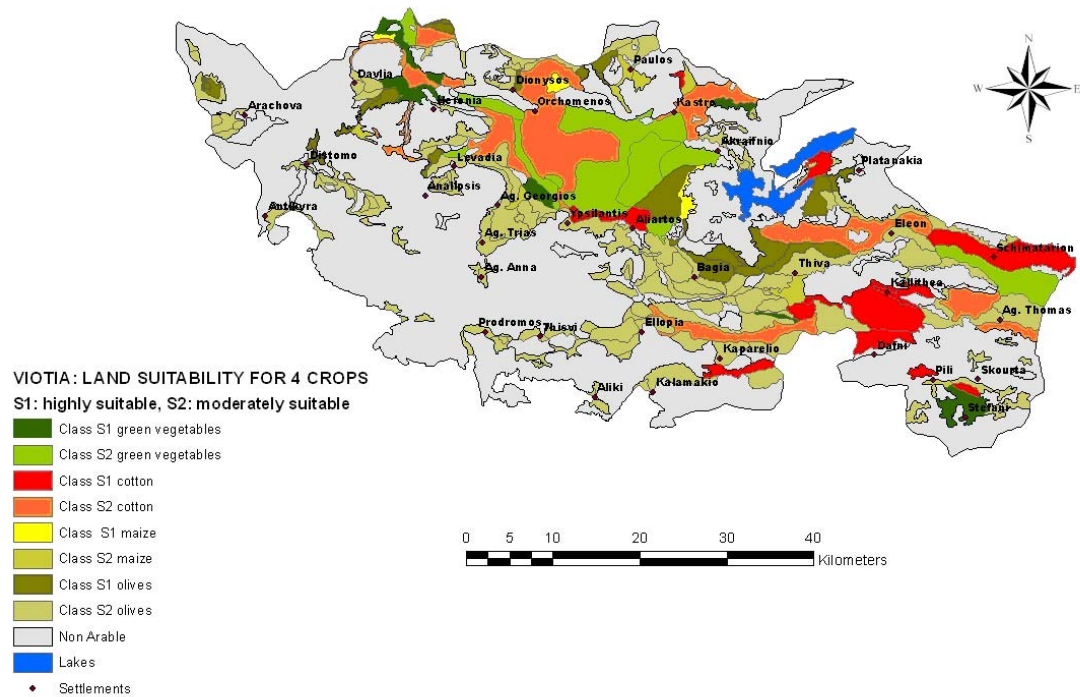 N
W E
S
Davlia
Dionysos
Paulos
Arachova
Heronia
Orchomenos
Kastro
Akraifnio
Platanakia
Distomo
Levadia
Analipsis
Ag. Georgios
Antikyra
Ypsilantis
Aliartos
Eleon
Ag. Trias
Schimatarion
Ag. Anna
Bagia
Thiva
Kallithea
Ag. Thomas
Prodromos
Thisvi
Ellopia
Kaparelio
Dafni
Pili
Skourta
Aliki
Kalamakio
Stefani
VIOTIA: LAND SUITABILITY FOR 4 CROPS
S1: highly suitable, S2: moderately suitable
Class S1 green vegetables
Class S2 green vegetables
Class S1 cotton
Class S2 cotton
Class S1 maize
Class S2 maize
Class S1 olives
Class S2 olives
Non Arable
Lakes
Settlements
0 5 10 20 30 40
Kilometers